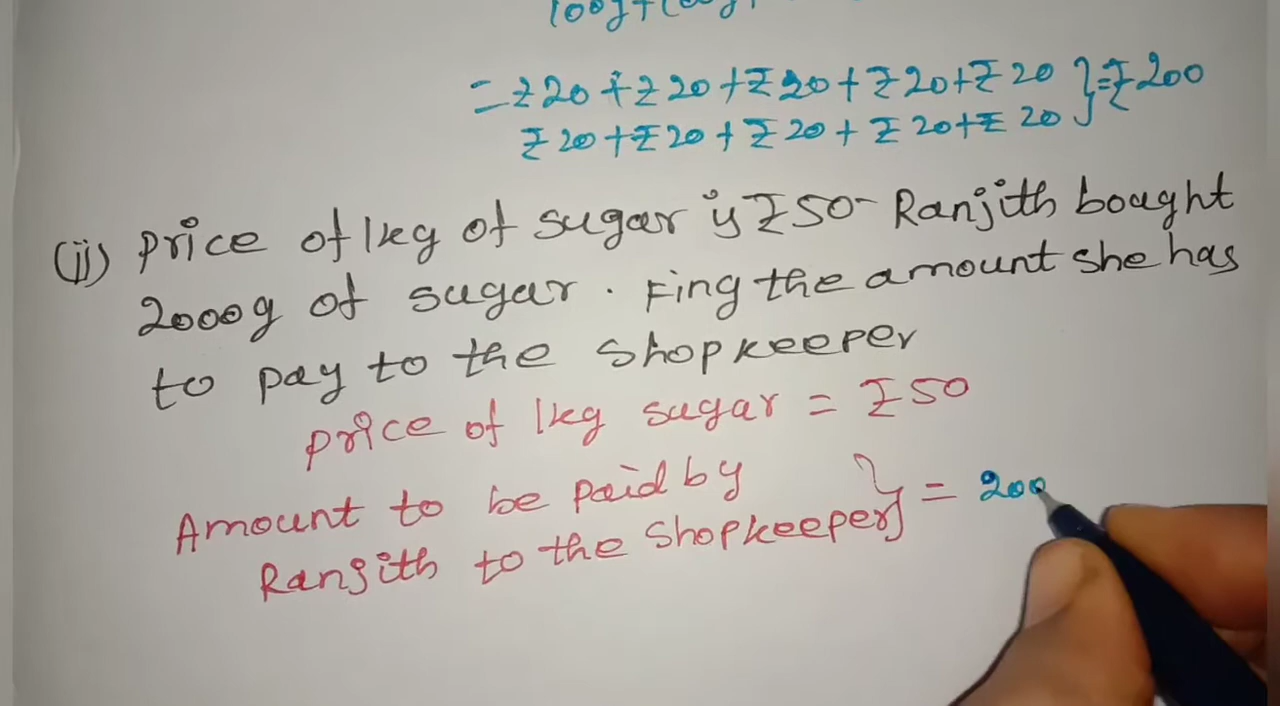 = ₹20 + ₹20 + ₹20 + ₹20 + ₹20 } = ₹200
₹20 + ₹20 + ₹20 + ₹20 + ₹20
(ii) Price of 1kg of sugar is ₹50- Ranjith bought
2000g of sugar. Fing the amount she has
to pay to the shopkeeper
Price of 1kg sugar = ₹50
Amount to be paid by
Ranjith to the shopkeeper } = 200